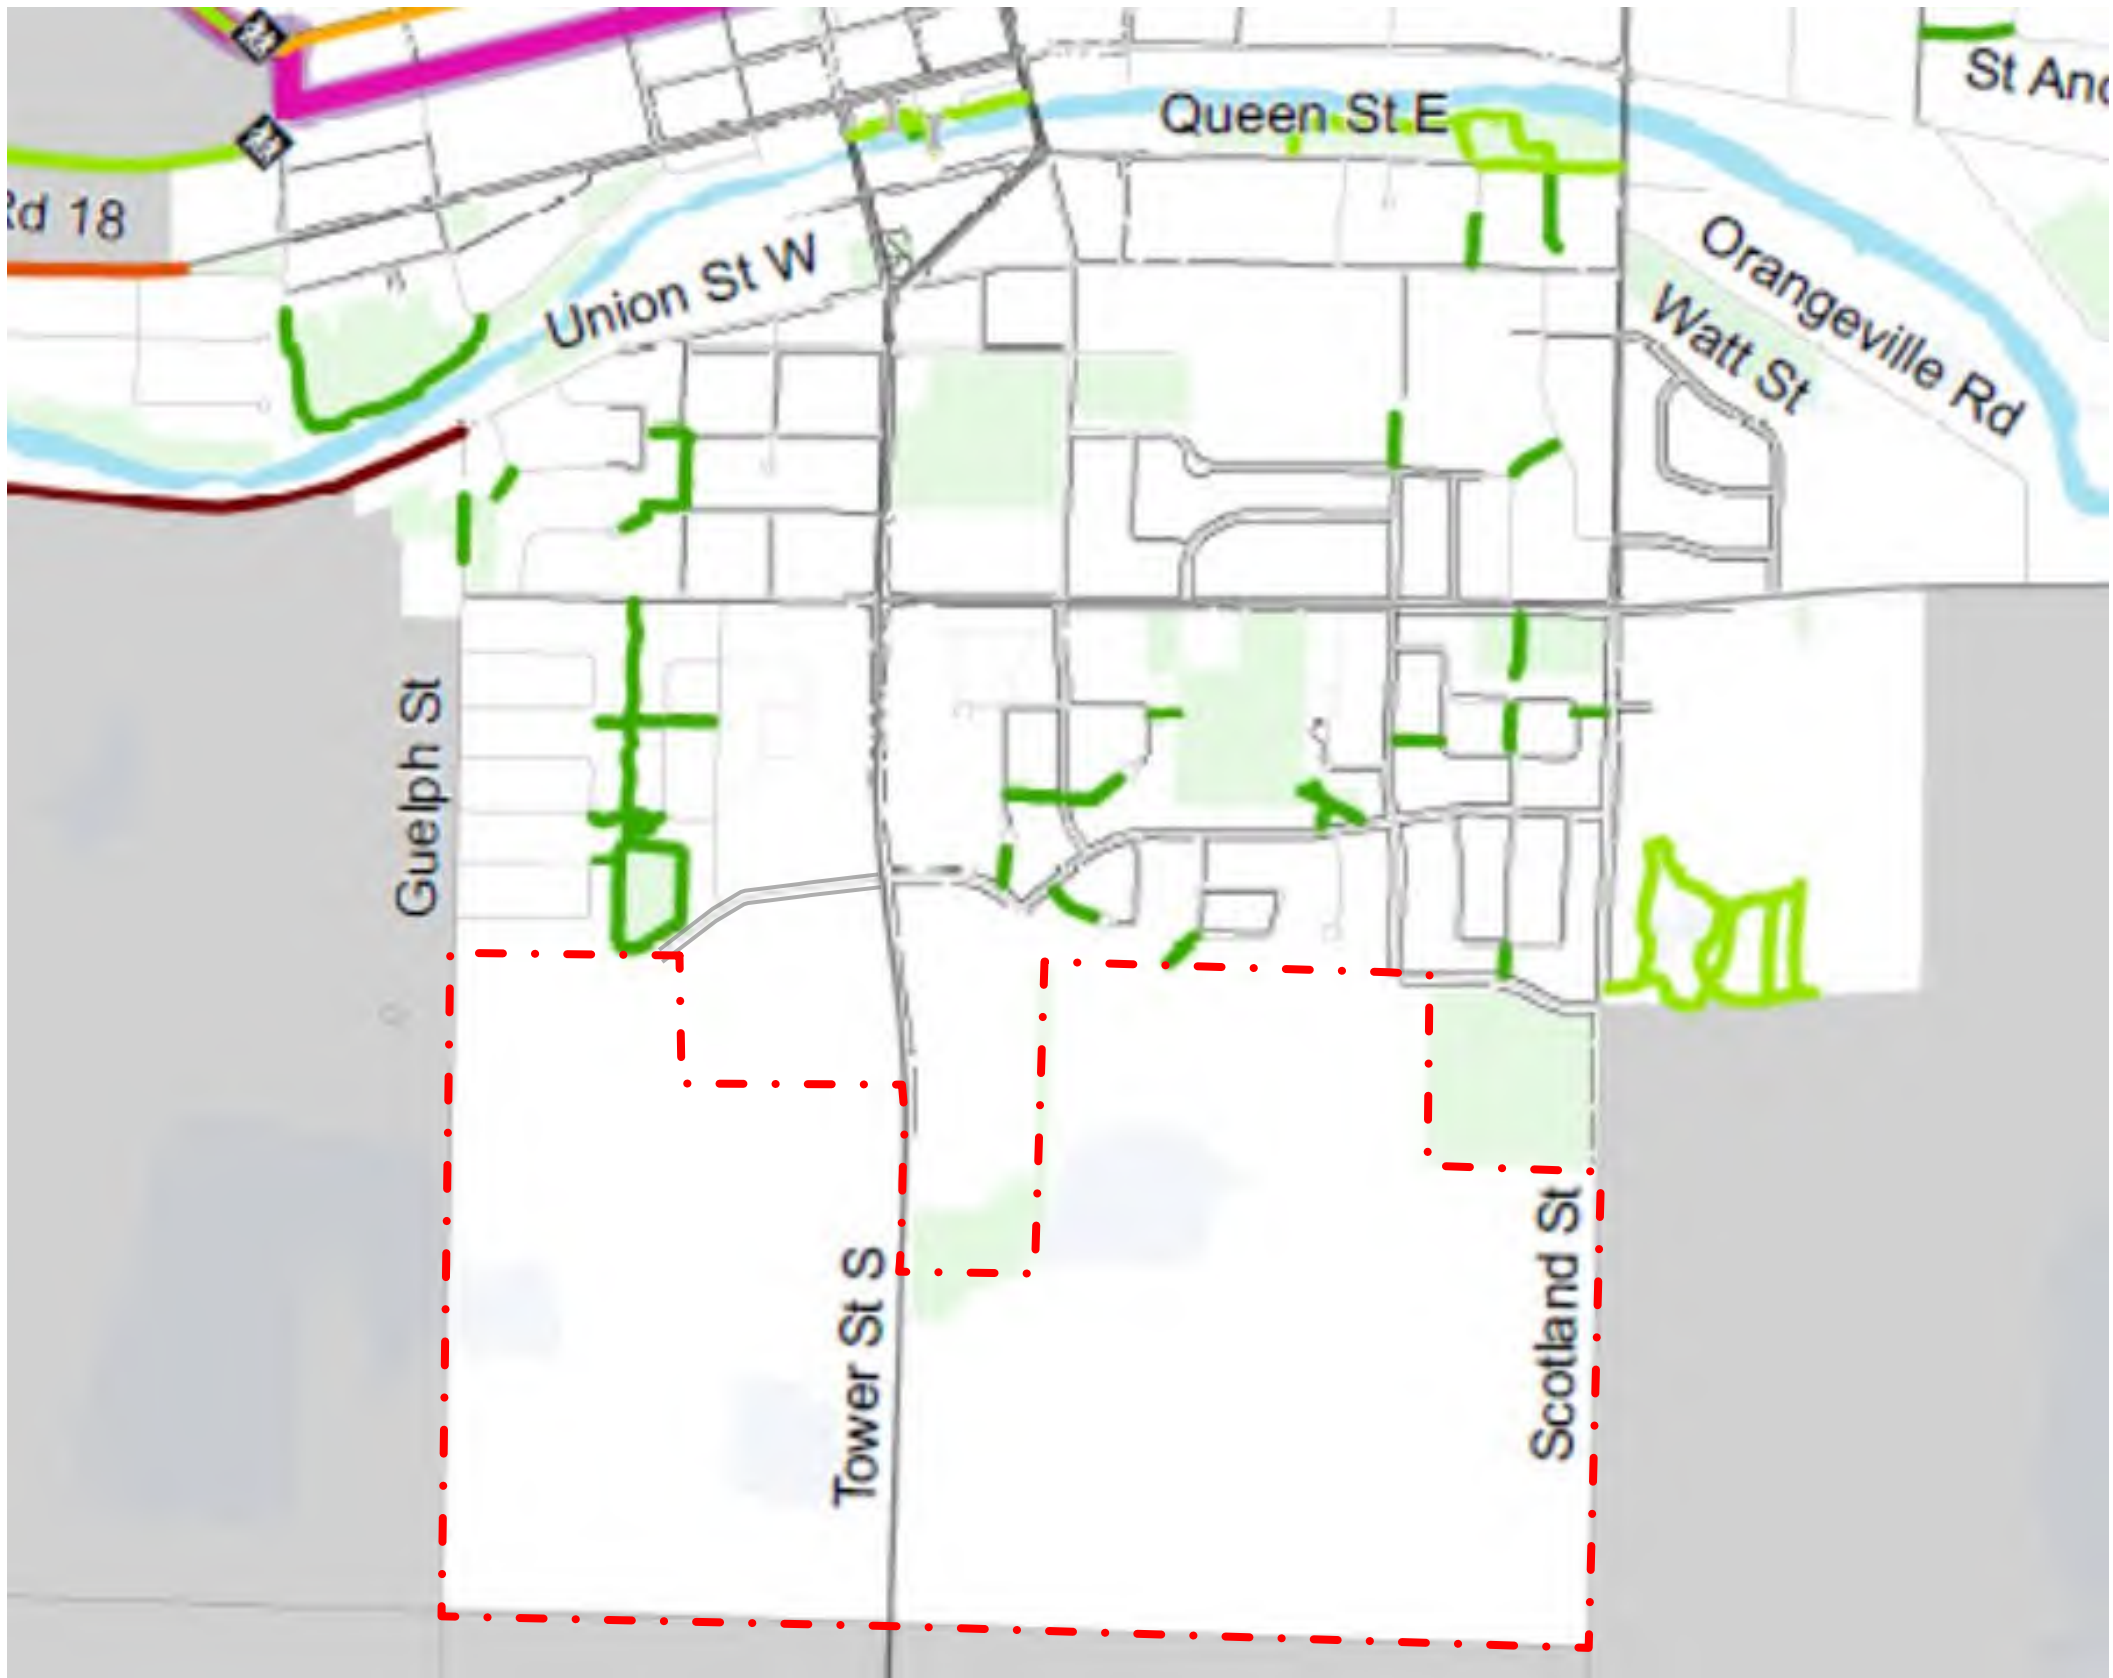 St And
Queen St E
Rd 18
Orangeville Rd
Union St W
Watt St
Guelph St
Tower St S
Scotland St